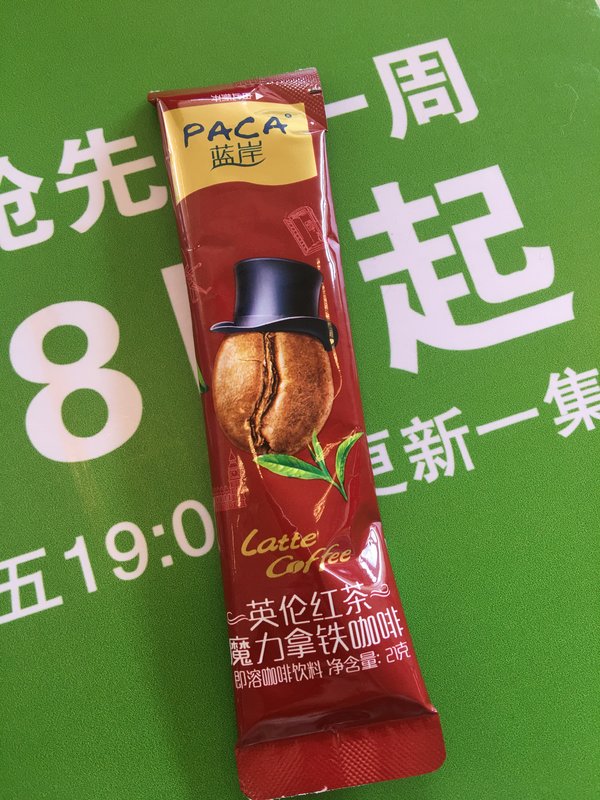 抢先 一周
8 起
五19:0 更新一集
PACA
蓝岸
Latte
Coffee
英伦红茶
魔力拿铁咖啡
即溶咖啡饮料 净含量:21克